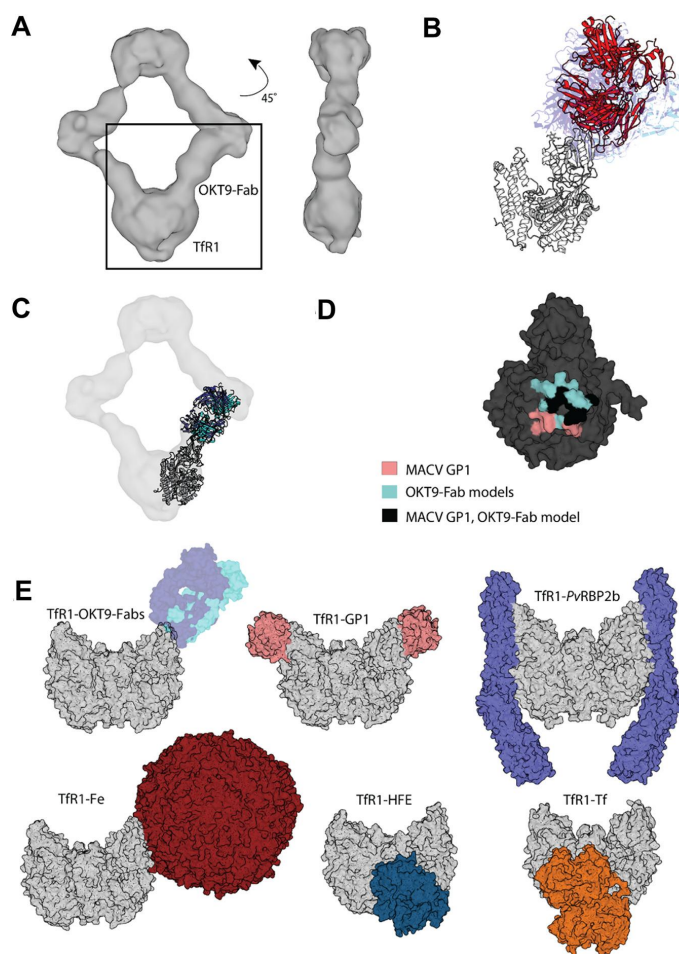 A
45°
OKT9-Fab
TfR1
B
C
D
MACV GP1
OKT9-Fab models
MACV GP1, OKT9-Fab model
E
TfR1-OKT9-Fabs
TfR1-GP1
TfR1-PvRBP2b
TfR1-Fe
TfR1-HFE
TfR1-Tf